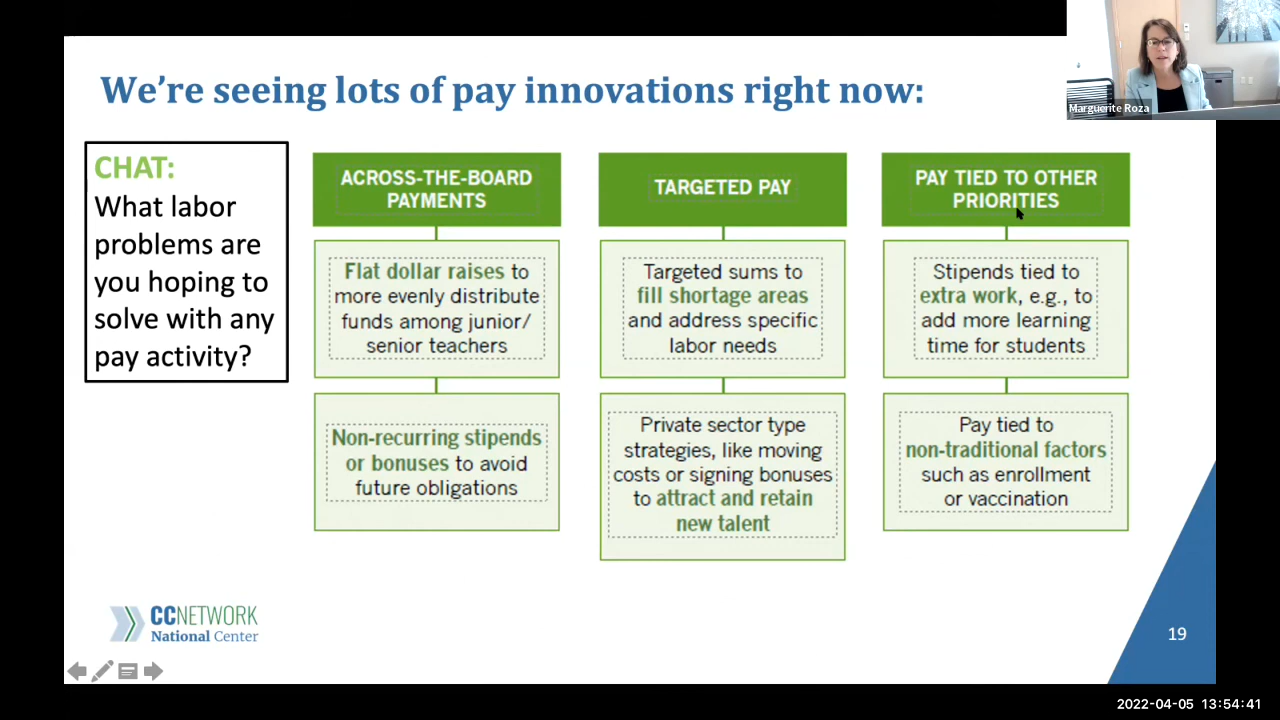 We're seeing lots of pay innovations right now:
Marguerite Roza
CHAT:
What labor
problems are
you hoping to
solve with any
pay activity?
ACROSS-THE-BOARD
PAYMENTS
Flat dollar raises to
more evenly distribute
funds among junior/
senior teachers
Non-recurring stipends
or bonuses to avoid
future obligations
TARGETED PAY
Targeted sums to
fill shortage areas
and address specific
labor needs
Private sector type
strategies, like moving
costs or signing bonuses
to attract and retain
new talent
PAY TIED TO OTHER
PRIORITIES
Stipends tied to
extra work, e.g., to
add more learning
time for students
Pay tied to
non-traditional factors
such as enrollment
or vaccination
CCNETWORK
National Center
19
2022-04-05 13:54:41